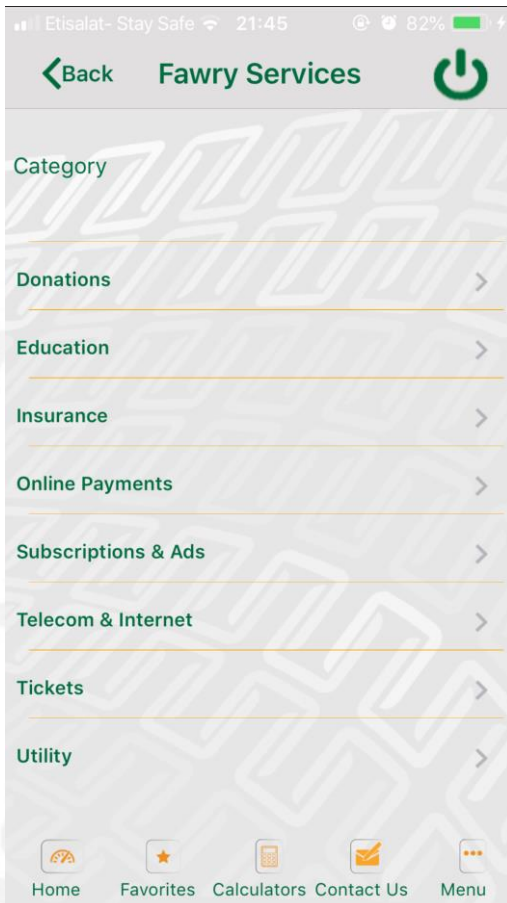 Etisalat- Stay Safe 21:45 82%
Back Fawry Services
Category
Donations
Education
Insurance
Online Payments
Subscriptions & Ads
Telecom & Internet
Tickets
Utility
Home Favorites Calculators Contact Us Menu